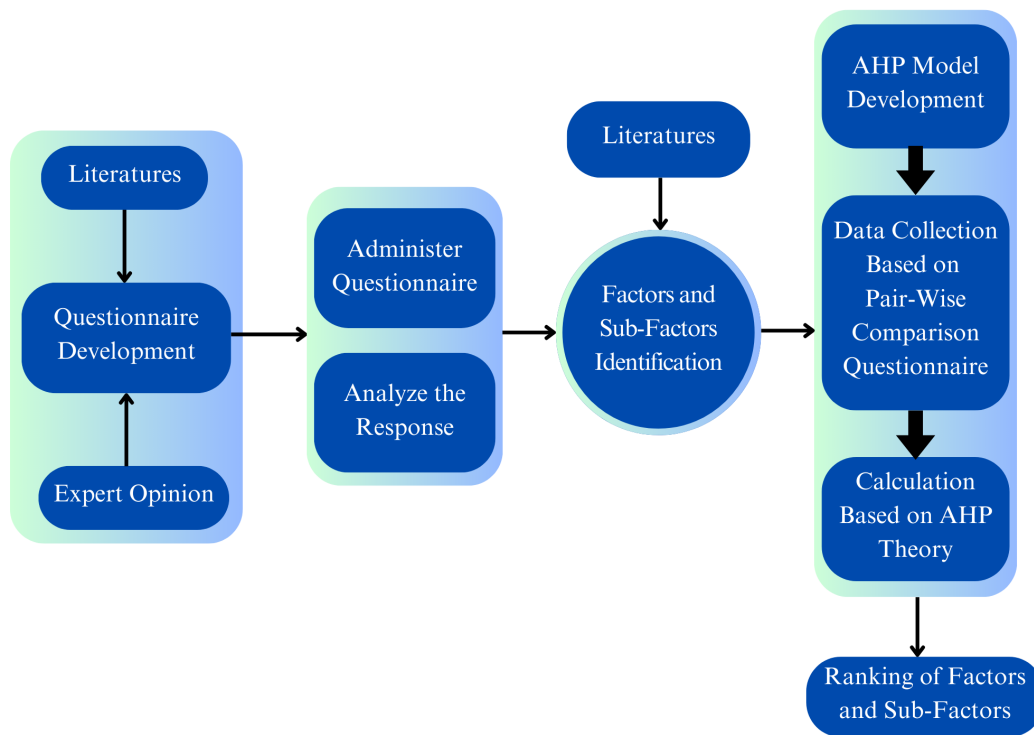 Literatures
Questionnaire
Development
Expert Opinion
Administer
Questionnaire
Analyze the
Response
Literatures
Factors and
Sub-Factors
Identification
AHP Model
Development
Data Collection
Based on
Pair-Wise
Comparison
Questionnaire
Calculation
Based on AHP
Theory
Ranking of Factors
and Sub-Factors